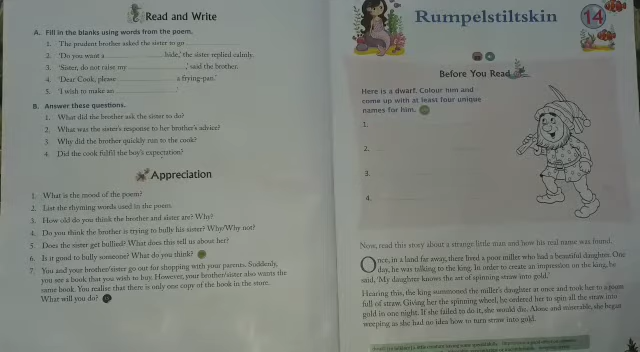 Read and Write
A. Fill in the blanks using words from the poem.
1. 'The prudent brother asked the sister to go
2. 'Do you want a hide,' the sister replied calmly.
3. 'Sister, do not raise my ,' said the brother.
4. 'Dear Cook, please a frying-pan.'
5. 'I wish to make an .'
B. Answer these questions.
1. What did the brother ask the sister to do?
2. What was the sister's response to her brother's advice?
3. Why did the brother quickly run to the cook?
4. Did the cook fulfil the boy's expectation?
Appreciation
1. What is the mood of the poem?
2. List the rhyming words used in the poem.
3. How old do you think the brother and sister are? Why?
4. Do you think the brother is trying to bully his sister? Why/Why not?
5. Does the sister get bullied? What does this tell us about her?
6. Is it good to bully someone? What do you think?
7. You and your brother/sister go out for shopping with your parents. Suddenly,
you see a book that you wish to buy. However, your brother/sister also wants the
same book. You realise that there is only one copy of the book in the store.
What will you do?
Rumpelstiltskin
14
Before You Read
Here is a dwarf. Colour him and
come up with at least four unique
names for him.
1.
2.
3.
4.
Now, read this story about a strange little man and how his real name was found.
Once, in a land far away, there lived a poor miller who had a beautiful daughter. One
day, he was talking to the king. In order to create an impression on the king, he
said, 'My daughter knows the art of spinning straw into gold.'
Hearing this, the king summoned the miller's daughter at once and took her to a room
full of straw. Giving her the spinning wheel, he ordered her to spin all the straw into
gold in one night. If she failed to do it, she would die. Alone and miserable, she began
weeping as she had no idea how to turn straw into gold.